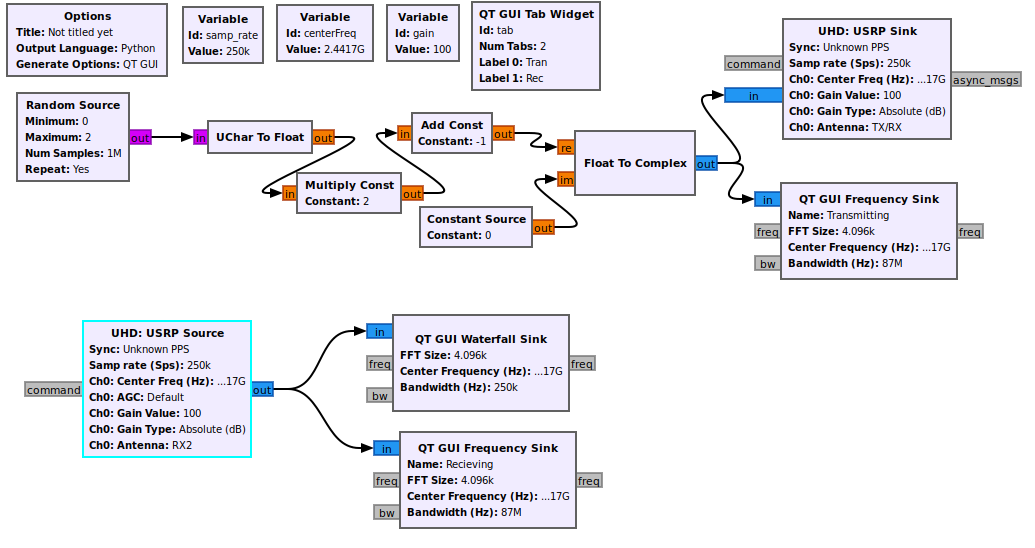 Options
Title: Not titled yet
Output Language: Python
Generate Options: QT GUI
Variable
Id: samp_rate
Value: 250k
Variable
Id: centerFreq
Value: 2.4417G
Variable
Id: gain
Value: 100
QT GUI Tab Widget
Id: tab
Num Tabs: 2
Label 0: Tran
Label 1: Rec
Random Source
Minimum: 0
Maximum: 2
Num Samples: 1M
Repeat: Yes
out
in
UChar To Float
out
in
Multiply Const
Constant: 2
out
in
Add Const
Constant: -1
out
Constant Source
Constant: 0
out
re
im
Float To Complex
out
command
in
UHD: USRP Sink
Sync: Unknown PPS
Samp rate (Sps): 250k
Ch0: Center Freq (Hz): ...17G
Ch0: Gain Value: 100
Ch0: Gain Type: Absolute (dB)
Ch0: Antenna: TX/RX
async_msgs
in
freq
bw
QT GUI Frequency Sink
Name: Transmitting
FFT Size: 4.096k
Center Frequency (Hz): ...17G
Bandwidth (Hz): 87M
freq
command
UHD: USRP Source
Sync: Unknown PPS
Samp rate (Sps): 250k
Ch0: Center Freq (Hz): ...17G
Ch0: AGC: Default
Ch0: Gain Value: 100
Ch0: Gain Type: Absolute (dB)
Ch0: Antenna: RX2
out
in
freq
bw
QT GUI Waterfall Sink
FFT Size: 4.096k
Center Frequency (Hz): ...17G
Bandwidth (Hz): 250k
freq
in
freq
bw
QT GUI Frequency Sink
Name: Recieving
FFT Size: 4.096k
Center Frequency (Hz): ...17G
Bandwidth (Hz): 87M
freq